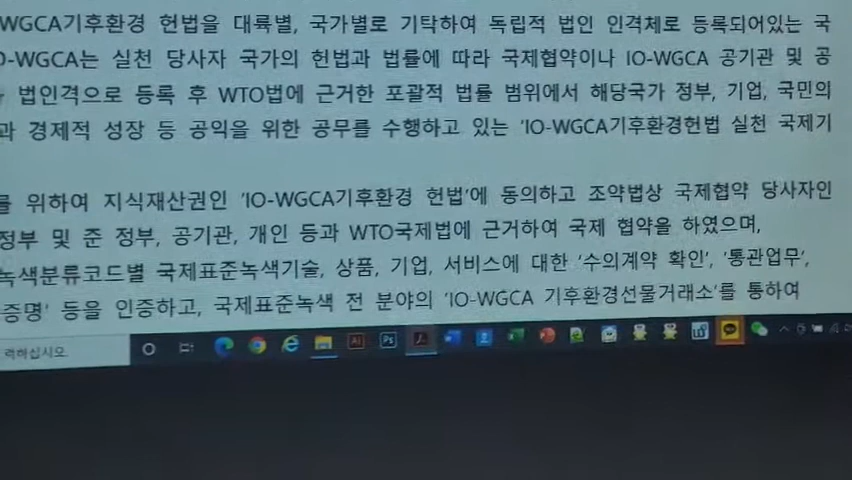 WGCA기후환경 헌법을 대륙별, 국가별로 기탁하여 독립적 법인 인격체로 등록되어있는 국
O-WGCA는 실천 당사자 국가의 헌법과 법률에 따라 국제협약이나 IO-WGCA 공기관 및 공
법인격으로 등록 후 WTO법에 근거한 포괄적 법률 범위에서 해당국가 정부, 기업, 국민의
과 경제적 성장 등 공익을 위한 공무를 수행하고 있는 'IO-WGCA기후환경헌법 실천 국제기
를 위하여 지식재산권인 'IO-WGCA기후환경 헌법'에 동의하고 조약법상 국제협약 당사자인
정부 및 준 정부, 공기관, 개인 등과 WTO국제법에 근거하여 국제 협약을 하였으며,
녹색분류코드별 국제표준녹색기술, 상품, 기업, 서비스에 대한 '수의계약 확인', '통관업무',
증명' 등을 인증하고, 국제표준녹색 전 분야의 'IO-WGCA 기후환경선물거래소'를 통하여
력하십시오.
Ai
Ps